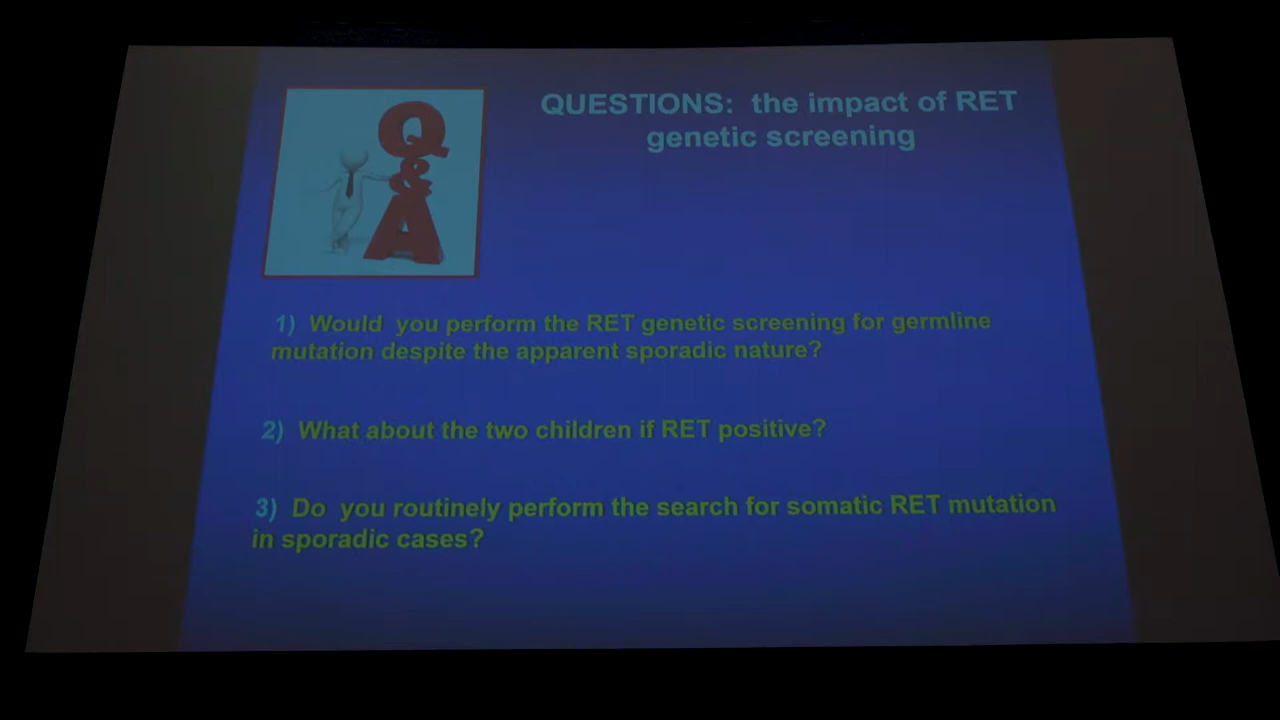 Q
&
A
QUESTIONS: the impact of RET
genetic screening
1) Would you perform the RET genetic screening for germline
mutation despite the apparent sporadic nature?
2) What about the two children if RET positive?
3) Do you routinely perform the search for somatic RET mutation
in sporadic cases?